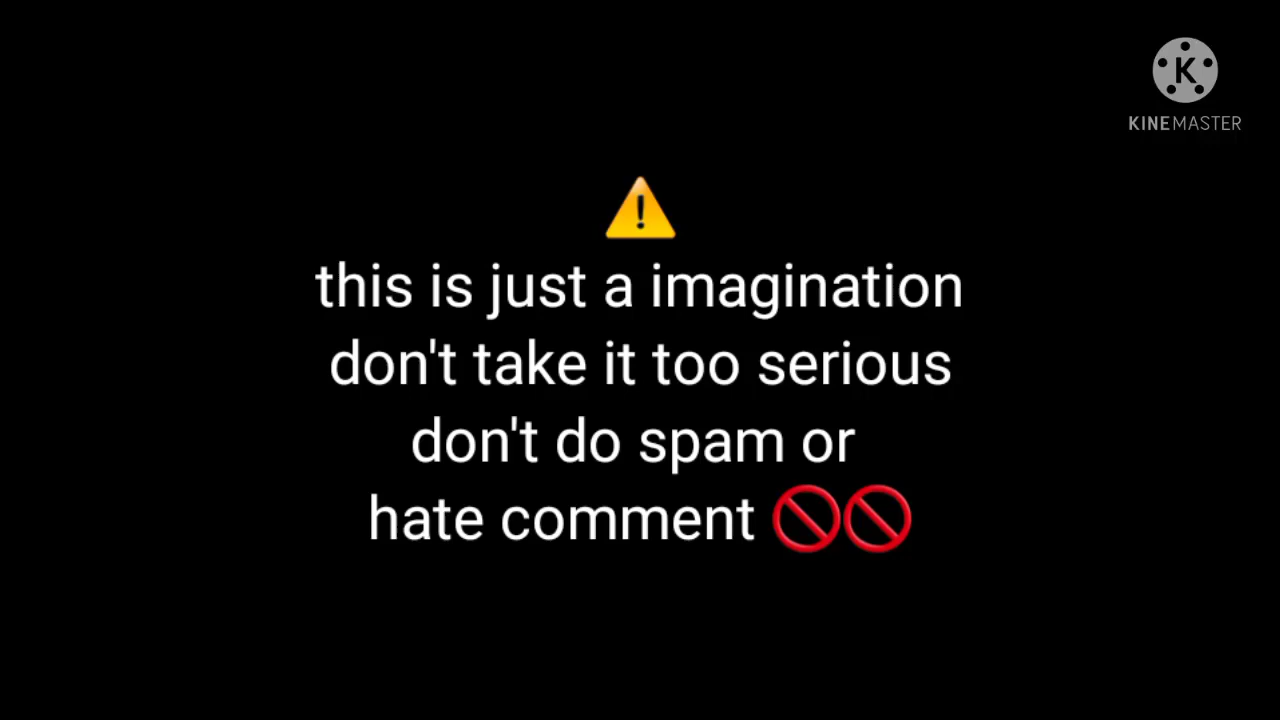 K
KINEMASTER
⚠️
this is just a imagination
don't take it too serious
don't do spam or
hate comment 🚫🚫